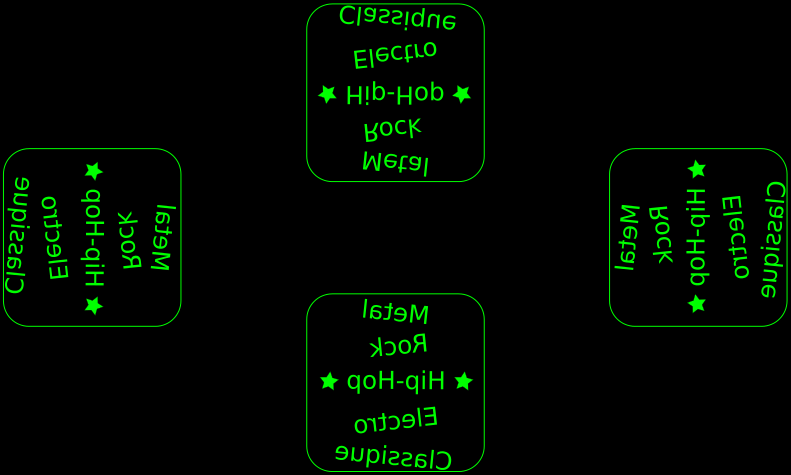 Classique
Electro
★ Hip-Hop ★
Rock
Metal
Classique
Electro
★ Hip-Hop ★
Rock
Metal
Metal
Rock
★ Hip-Hop ★
Electro
Classique
Metal
Rock
★ Hip-Hop ★
Electro
Classique